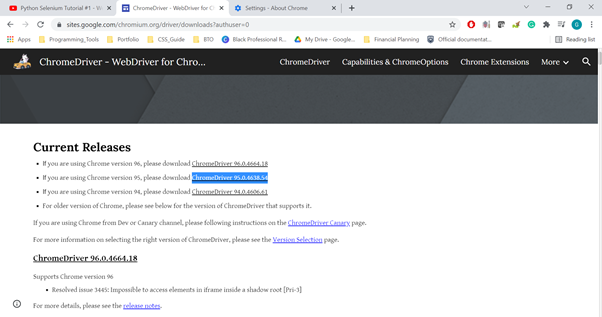 Python Selenium Tutorial #1 - W
ChromeDriver - WebDriver for C
Settings - About Chrome
sites.google.com/chromium.org/driver/downloads?authuser=0
Apps Programming_Tools Portfolio CSS_Guide BTO Black Professional R... My Drive - Google... Financial Planning Official documentat... Reading list
ChromeDriver - WebDriver for Chro... ChromeDriver Capabilities & ChromeOptions Chrome Extensions More
Current Releases
If you are using Chrome version 96, please download ChromeDriver 96.0.4664.18
If you are using Chrome version 95, please download ChromeDriver 95.0.4638.54
If you are using Chrome version 94, please download ChromeDriver 94.0.4606.61
For older version of Chrome, please see below for the version of ChromeDriver that supports it.
If you are using Chrome from Dev or Canary channel, please following instructions on the ChromeDriver Canary page.
For more information on selecting the right version of ChromeDriver, please see the Version Selection page.
ChromeDriver 96.0.4664.18
Supports Chrome version 96
Resolved issue 3445: Impossible to access elements in iframe inside a shadow root [Pri-3]
For more details, please see the release notes.